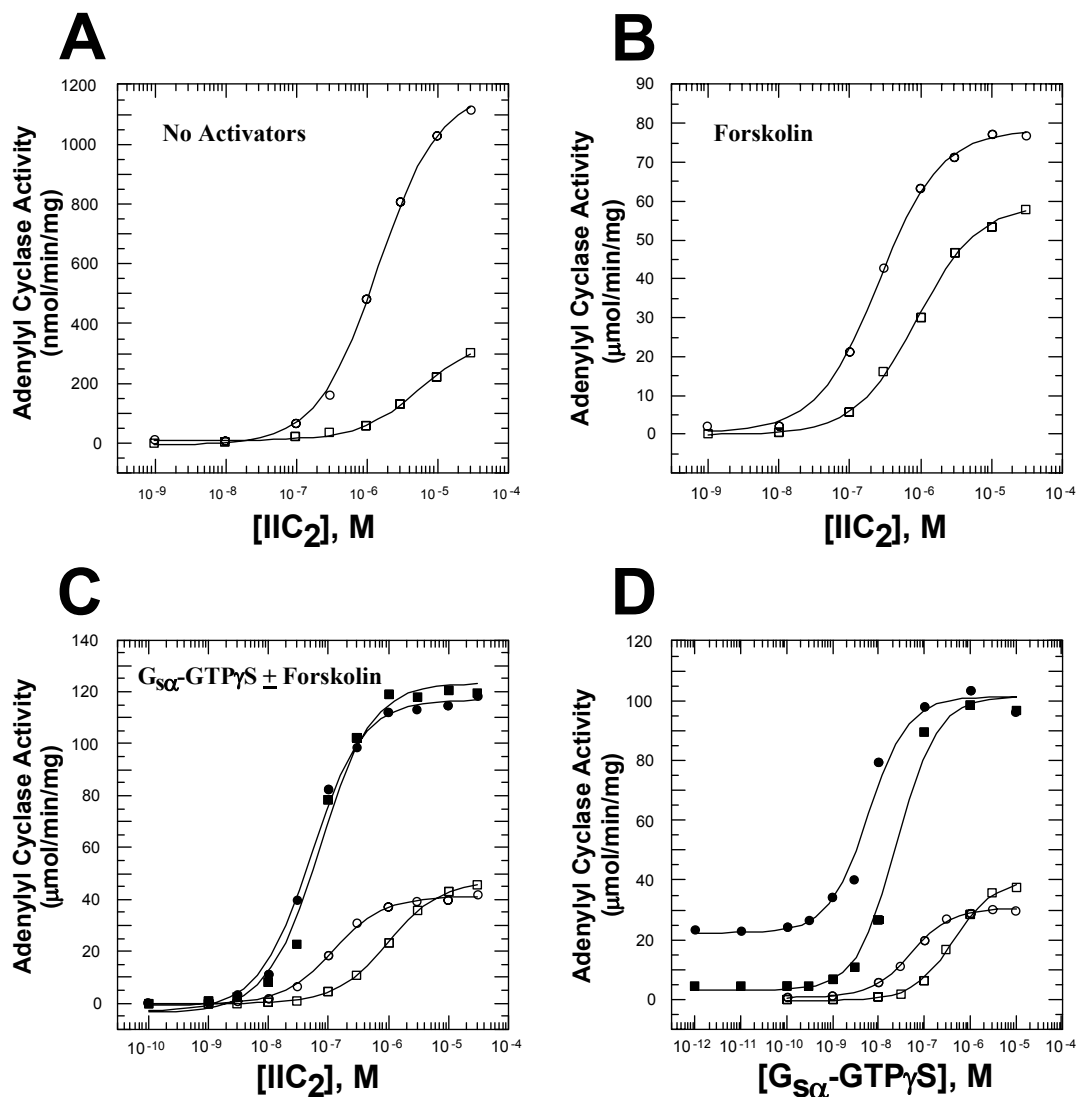 A
No Activators
1200
1000
800
600
400
200
0
Adenylyl Cyclase Activity
(nmol/min/mg)
10-9 10-8 10-7 10-6 10-5 10-4
[IIC2], M
B
Forskolin
90
80
70
60
50
40
30
20
10
0
Adenylyl Cyclase Activity
(μmol/min/mg)
10-9 10-8 10-7 10-6 10-5 10-4
[IIC2], M
C
Gsα-GTPγS ± Forskolin
140
120
100
80
60
40
20
0
Adenylyl Cyclase Activity
(μmol/min/mg)
10-10 10-9 10-8 10-7 10-6 10-5 10-4
[IIC2], M
D
120
100
80
60
40
20
0
Adenylyl Cyclase Activity
(μmol/min/mg)
10-12 10-11 10-10 10-9 10-8 10-7 10-6 10-5 10-4
[Gsα-GTPγS], M